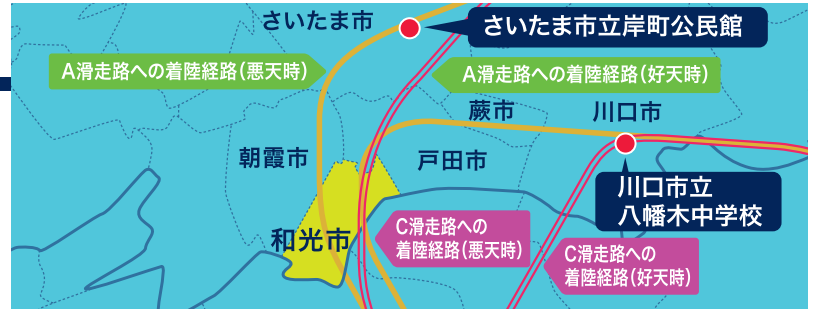 さいたま市
さいたま市立岸町公民館
A滑走路への着陸経路(悪天時)
A滑走路への着陸経路(好天時)
蕨市
川口市
朝霞市
戸田市
川口市立
八幡木中学校
和光市
C滑走路への
着陸経路(悪天時)
C滑走路への
着陸経路(好天時)